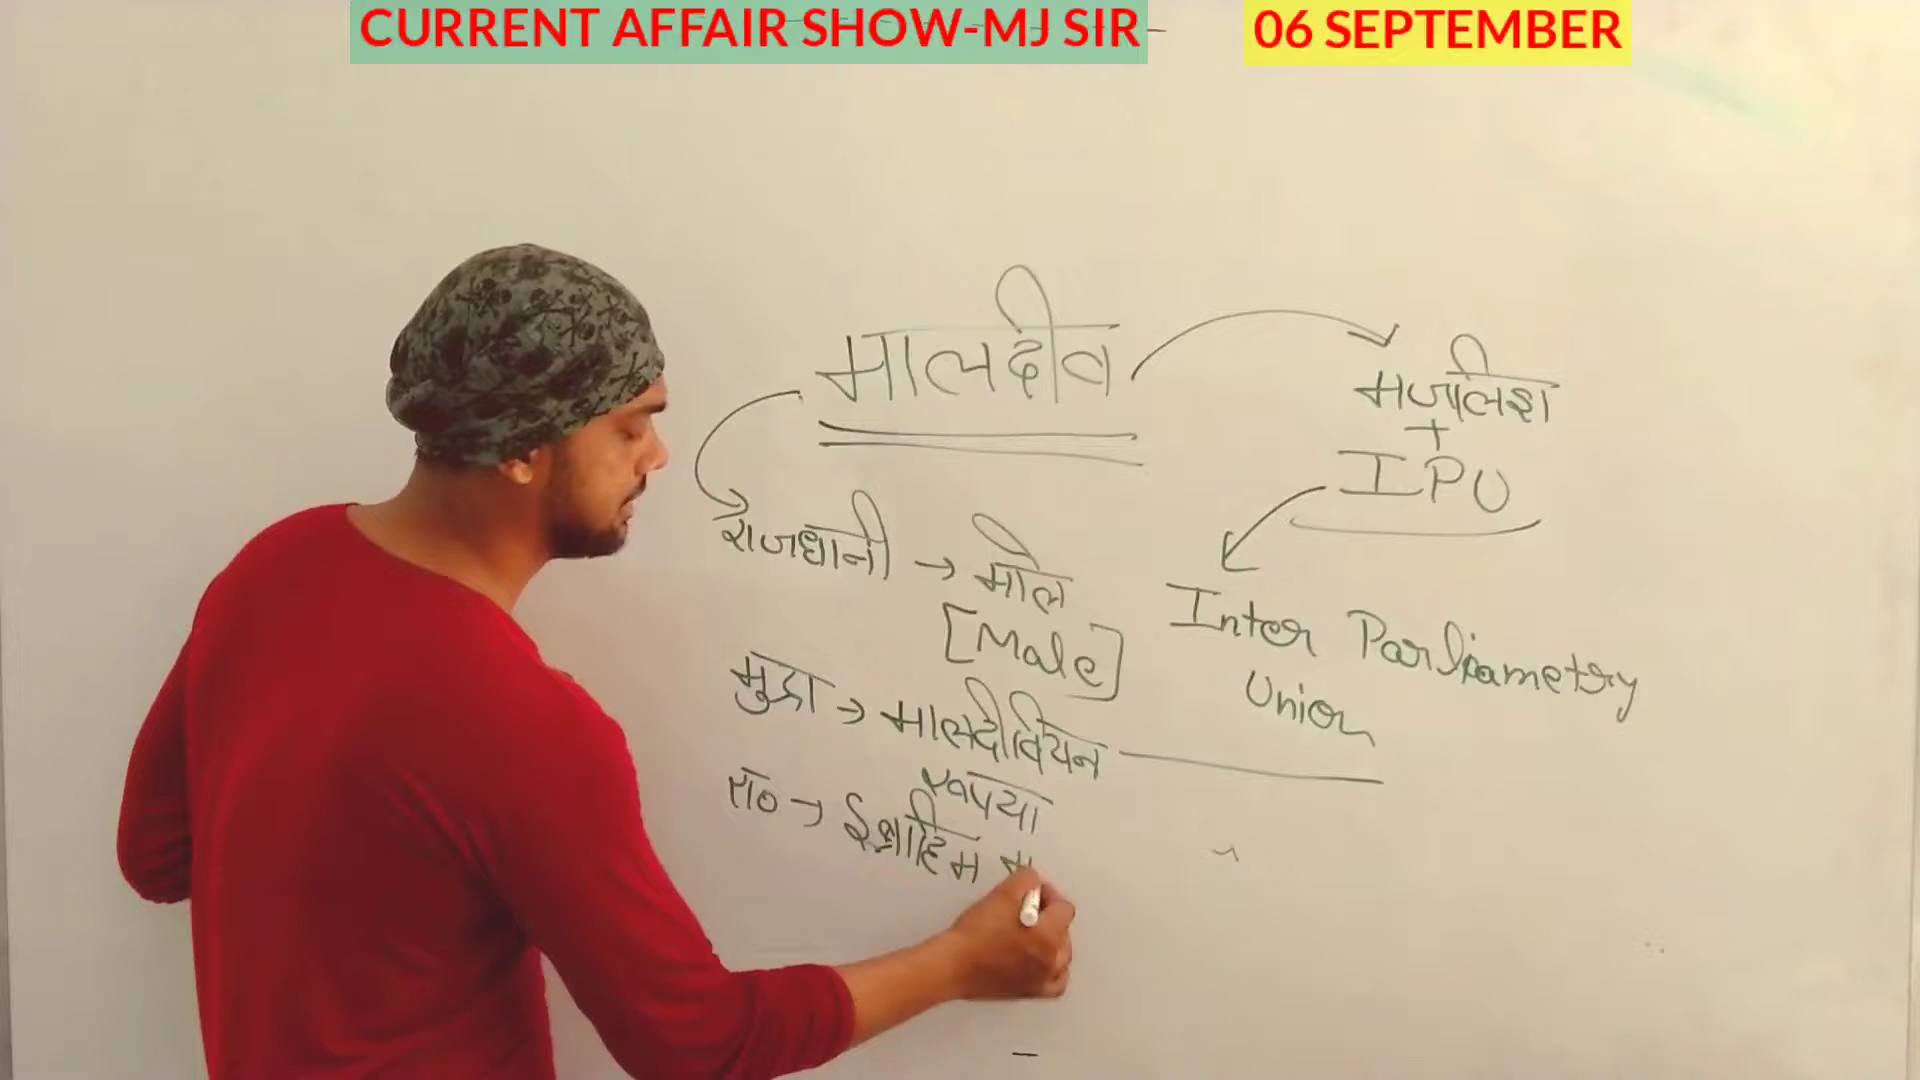 CURRENT AFFAIR SHOW-MJ SIR
06 SEPTEMBER
मालदीव
मजलिश
+
IPU
राजधानी → माले
[Male]
Inter Parliametry
Union
मुद्रा → मालदीवियन
रूपया
रा० → इब्राहिम म